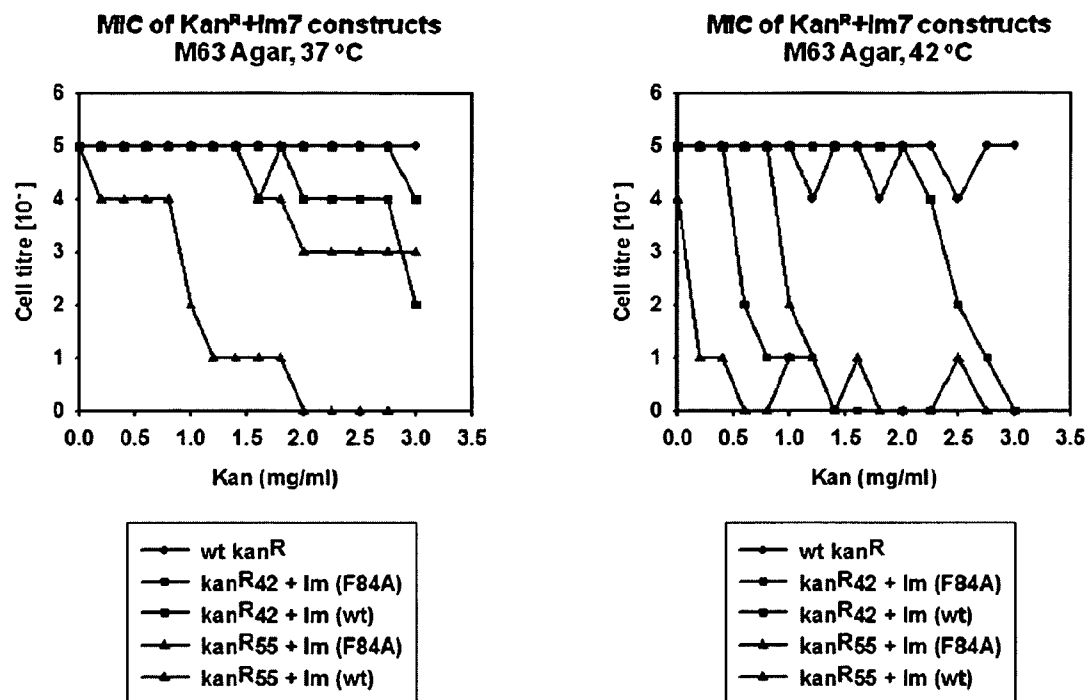 MIC of Kanᴿ+Im7 constructs
M63 Agar, 37 ºC
6
5
4
3
2
1
0
Cell titre [10⁻]
0.0 0.5 1.0 1.5 2.0 2.5 3.0 3.5
Kan (mg/ml)
wt kanᴿ
kanᴿ42 + Im (F84A)
kanᴿ42 + Im (wt)
kanᴿ55 + Im (F84A)
kanᴿ55 + Im (wt)
MIC of Kanᴿ+Im7 constructs
M63 Agar, 42 ºC
6
5
4
3
2
1
0
Cell titre [10⁻]
0.0 0.5 1.0 1.5 2.0 2.5 3.0 3.5
Kan (mg/ml)
wt kanᴿ
kanᴿ42 + Im (F84A)
kanᴿ42 + Im (wt)
kanᴿ55 + Im (F84A)
kanᴿ55 + Im (wt)